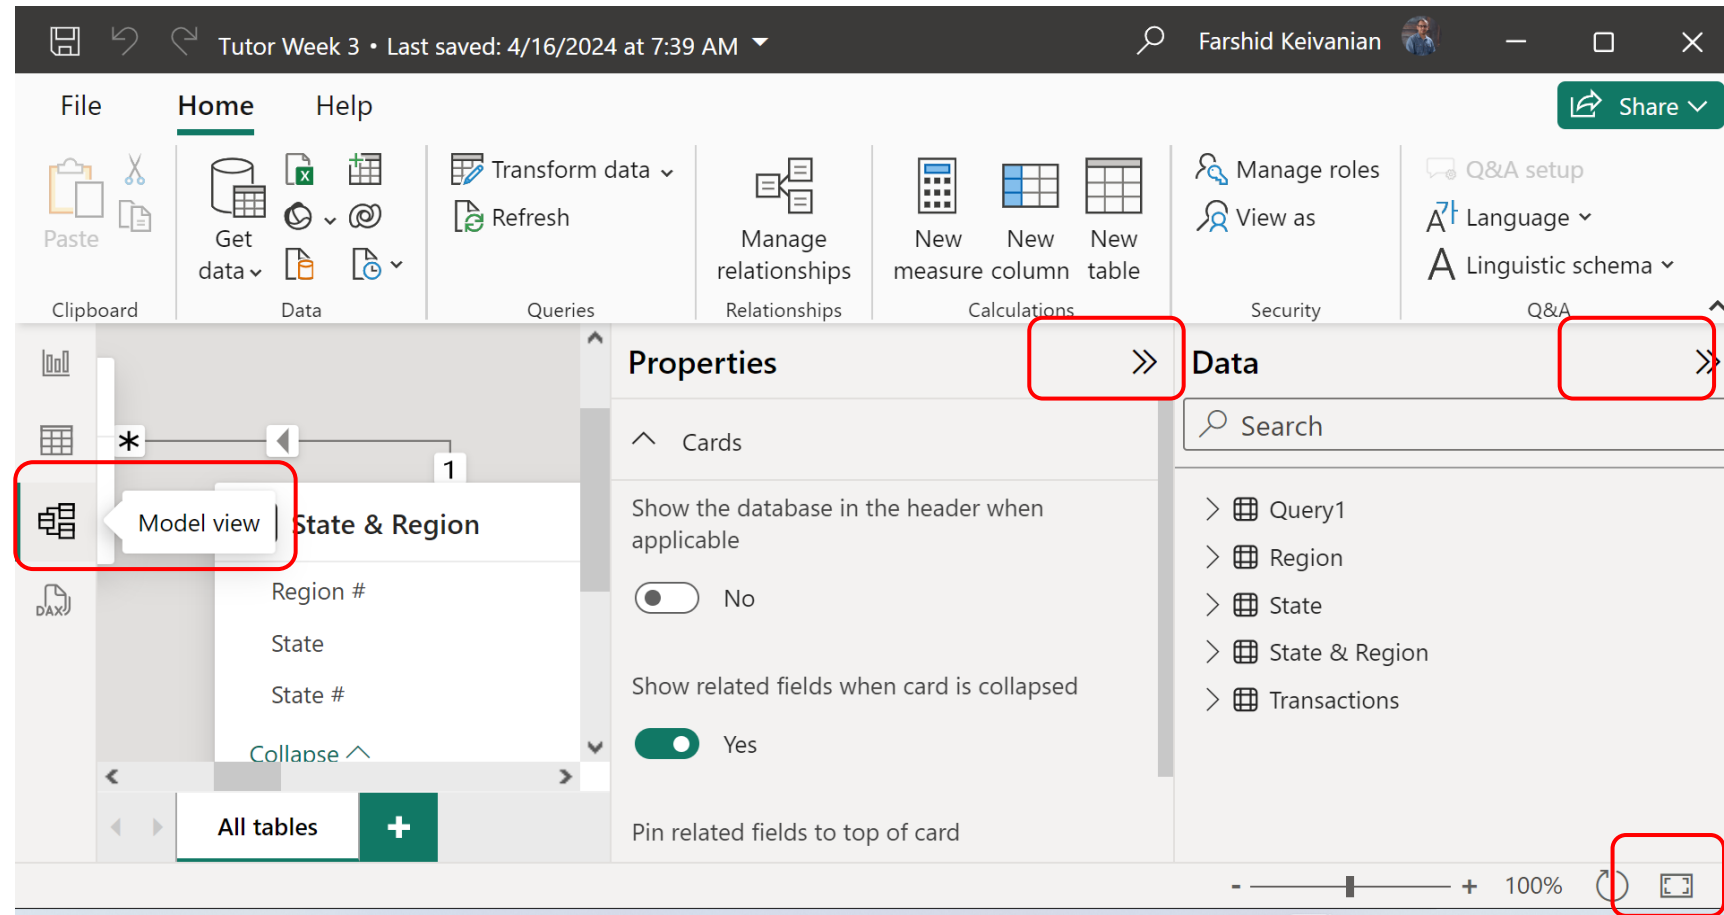 Tutor Week 3 • Last saved: 4/16/2024 at 7:39 AM
Farshid Keivanian
File Home Help
Share
Paste
Clipboard
Get
data
Data
Transform data
Refresh
Queries
Manage
relationships
Relationships
New
measure
New
column
New
table
Calculations
Manage roles
View as
Security
Q&A setup
Language
Linguistic schema
Q&A
Model view
DAX
*
1
State & Region
Region #
State
State #
Collapse
All tables
+
Properties
Cards
Show the database in the header when
applicable
No
Show related fields when card is collapsed
Yes
Pin related fields to top of card
Data
Search
Query1
Region
State
State & Region
Transactions
- + 100%